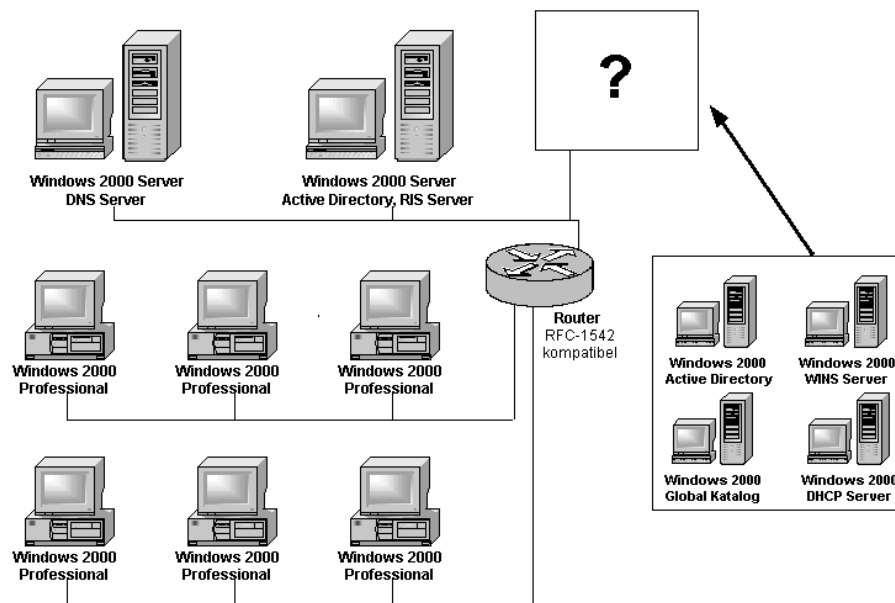 ?
Windows 2000 Server
DNS Server
Windows 2000 Server
Active Directory, RIS Server
Router
RFC-1542
kompatibel
Windows 2000
Professional
Windows 2000
Professional
Windows 2000
Professional
Windows 2000
Active Directory
Windows 2000
WINS Server
Windows 2000
Global Katalog
Windows 2000
DHCP Server
Windows 2000
Professional
Windows 2000
Professional
Windows 2000
Professional